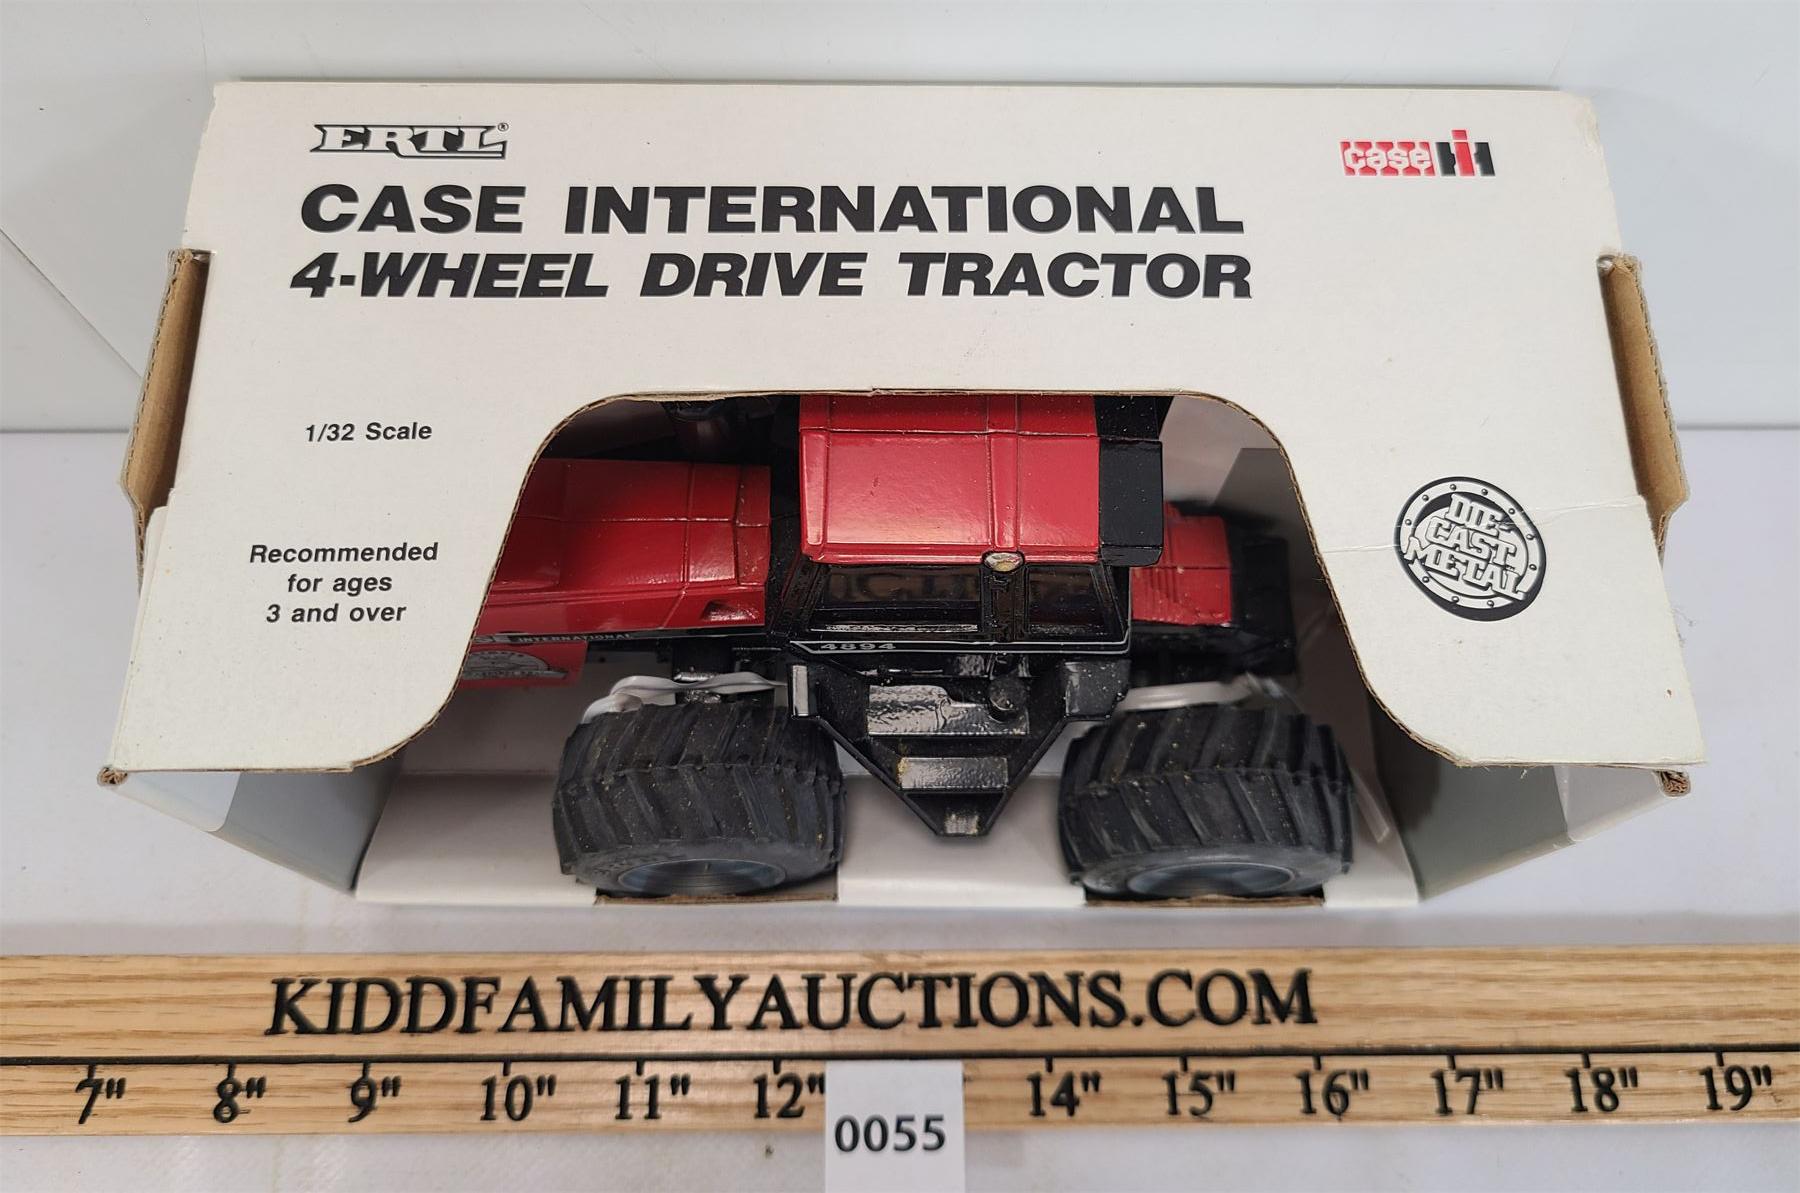 ERTL®
case IH
CASE INTERNATIONAL
4-WHEEL DRIVE TRACTOR
1/32 Scale
Recommended
for ages
3 and over
DIE-
CAST
METAL
INTERNATIONAL
4894
KIDDFAMILYAUCTIONS.COM
7" 8" 9" 10" 11" 12" 14" 15" 16" 17" 18" 19"
0055